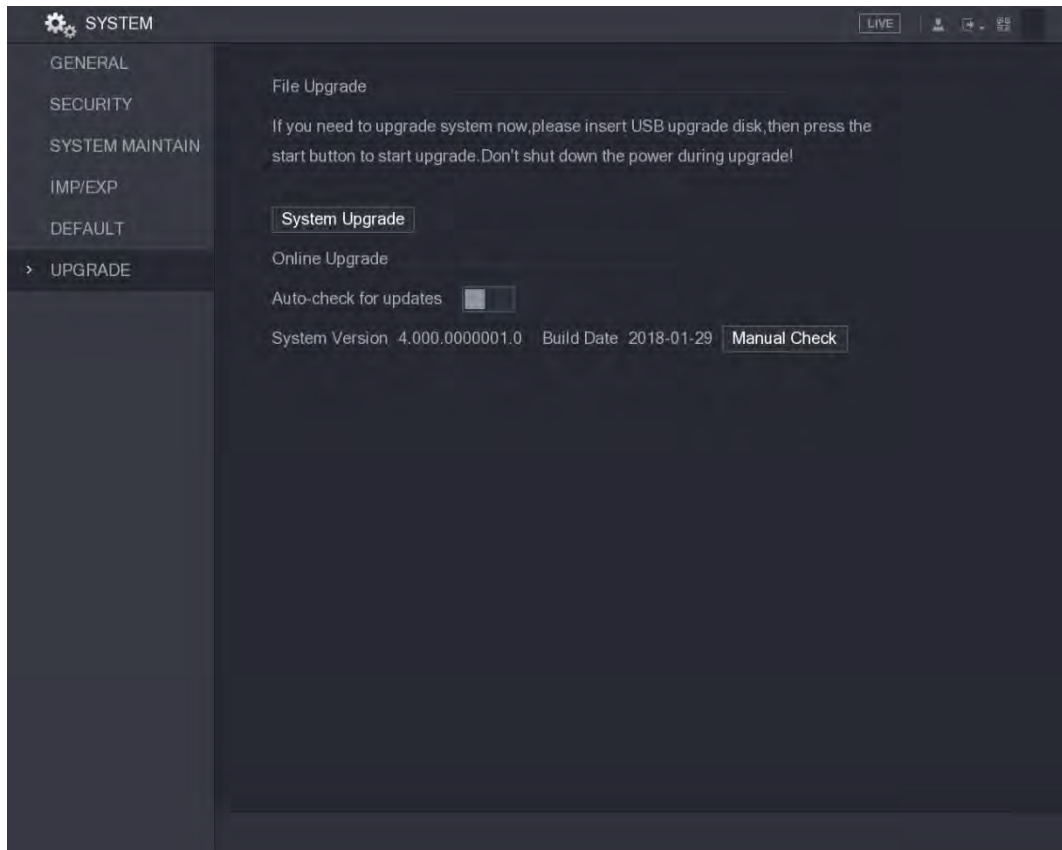 SYSTEM
LIVE
GENERAL
SECURITY
SYSTEM MAINTAIN
IMP/EXP
DEFAULT
UPGRADE
File Upgrade
If you need to upgrade system now,please insert USB upgrade disk,then press the
start button to start upgrade.Don't shut down the power during upgrade!
System Upgrade
Online Upgrade
Auto-check for updates
System Version 4.000.0000001.0 Build Date 2018-01-29 Manual Check